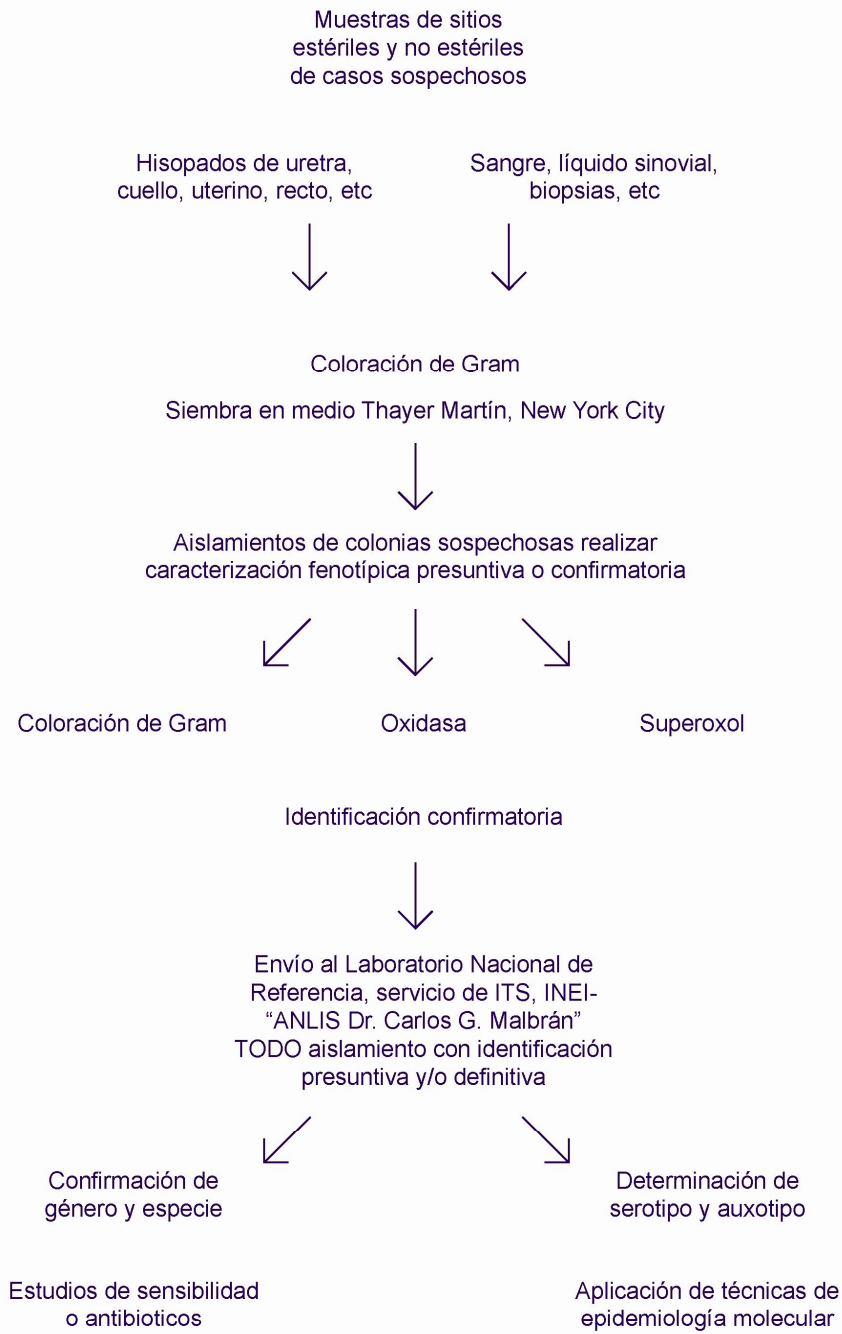 Muestras de sitios
estériles y no estériles
de casos sospechosos
Hisopados de uretra,
cuello, uterino, recto, etc
Sangre, líquido sinovial,
biopsias, etc
Coloración de Gram
Siembra en medio Thayer Martín, New York City
Aislamientos de colonias sospechosas realizar
caracterización fenotípica presuntiva o confirmatoria
Coloración de Gram
Oxidasa
Superoxol
Identificación confirmatoria
Envío al Laboratorio Nacional de
Referencia, servicio de ITS, INEI-
“ANLIS Dr. Carlos G. Malbrán”
TODO aislamiento con identificación
presuntiva y/o definitiva
Confirmación de
género y especie
Determinación de
serotipo y auxotipo
Estudios de sensibilidad
o antibioticos
Aplicación de técnicas de
epidemiología molecular